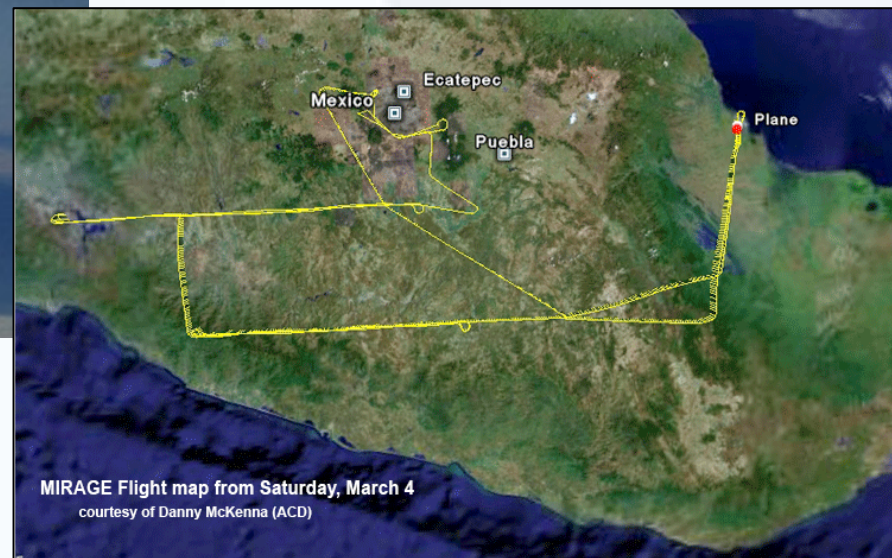 Ecatepec
Mexico
Plane
Puebla
MIRAGE Flight map from Saturday, March 4
courtesy of Danny McKenna (ACD)